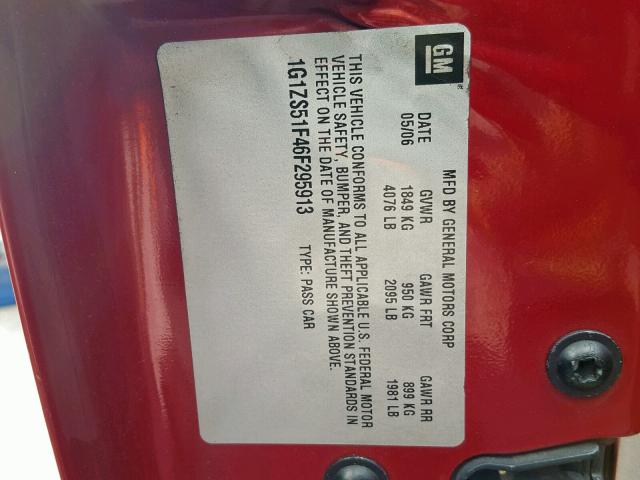 GM
MFD BY GENERAL MOTORS CORP
DATE GVWR GAWR FRT GAWR RR
05/06 1849 KG 950 KG 899 KG
4076 LB 2095 LB 1981 LB
THIS VEHICLE CONFORMS TO ALL APPLICABLE U.S. FEDERAL MOTOR
VEHICLE SAFETY, BUMPER, AND THEFT PREVENTION STANDARDS IN
EFFECT ON THE DATE OF MANUFACTURE SHOWN ABOVE.
1G1ZS51F46F295913 TYPE: PASS CAR